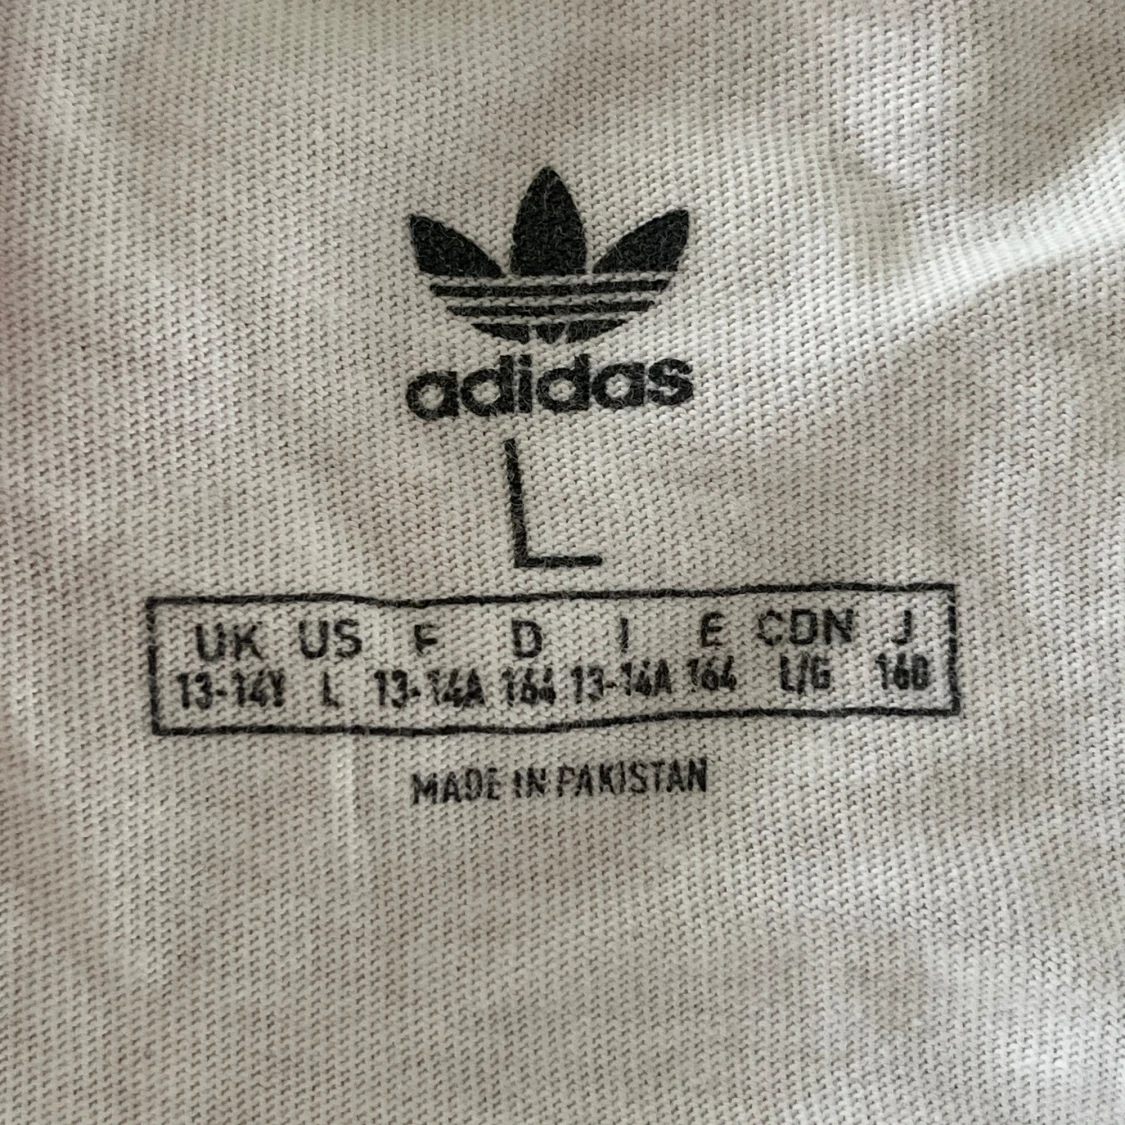 adidas
L
UK US F D I E CDN J
13-14Y L 13-14A 164 13-14A 164 L/G 160
MADE IN PAKISTAN